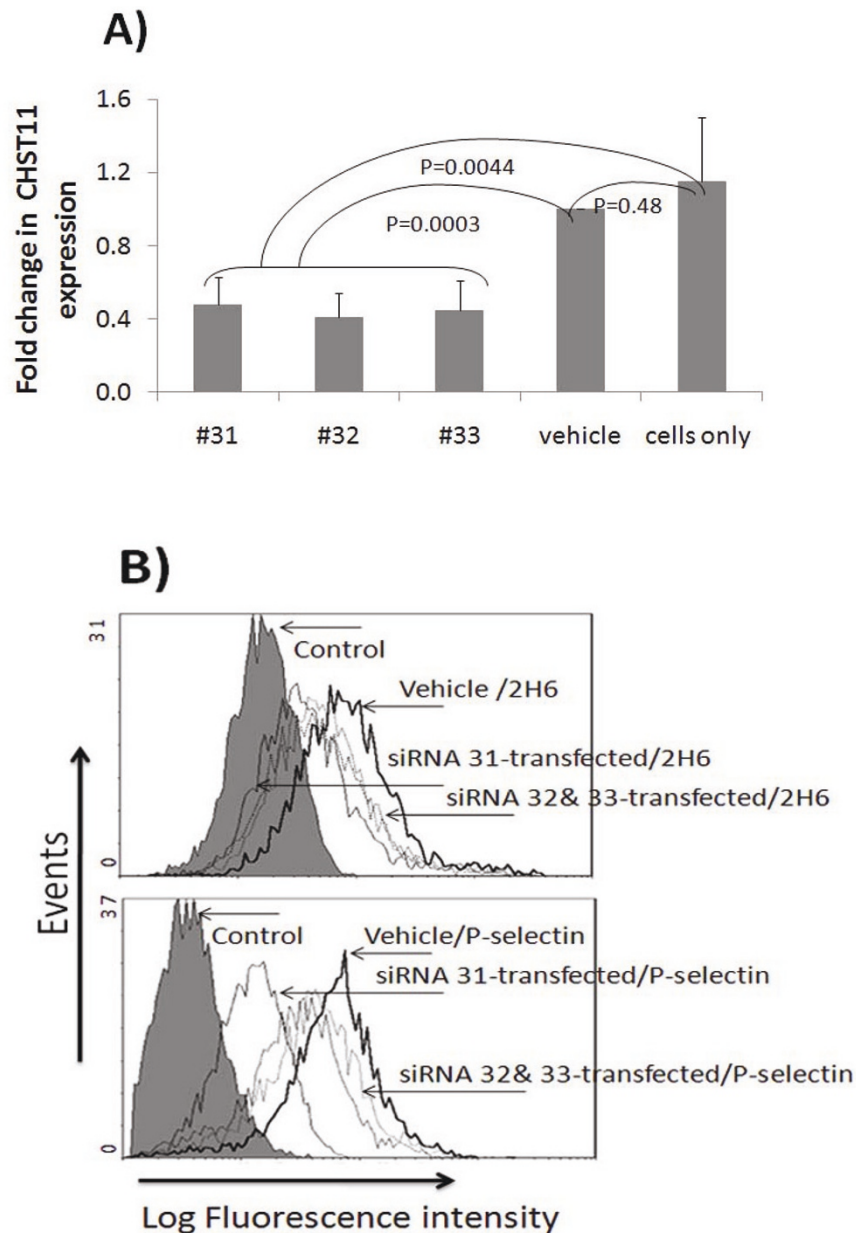 A)
Fold change in CHST11
expression
1.6
1.2
0.8
0.4
0.0
P=0.0044
P=0.0003
P=0.48
#31 #32 #33 vehicle cells only
B)
Events
31
0
Control
Vehicle /2H6
siRNA 31-transfected/2H6
siRNA 32& 33-transfected/2H6
37
0
Control
Vehicle/P-selectin
siRNA 31-transfected/P-selectin
siRNA 32& 33-transfected/P-selectin
Log Fluorescence intensity